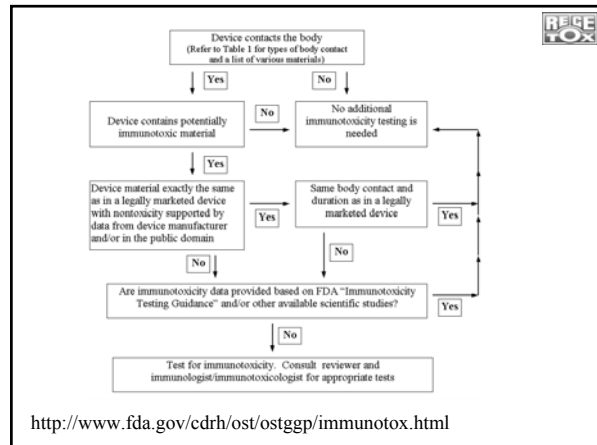 Device contacts the body
(Refer to Table 1 for types of body contact
and a list of various materials)
RECE
TOX
Yes
No
Device contains potentially
immunotoxic material
No
No additional
immunotoxicity testing is
needed
Yes
Device material exactly the same
as in a legally marketed device
with nontoxicity supported by
data from device manufacturer
and/or in the public domain
Yes
Same body contact and
duration as in a legally
marketed device
Yes
No
No
Are immunotoxicity data provided based on FDA "Immunotoxicity
Testing Guidance" and/or other available scientific studies?
Yes
No
Test for immunotoxicity. Consult reviewer and
immunologist/immunotoxicologist for appropriate tests
http://www.fda.gov/cdrh/ost/ostggp/immunotox.html